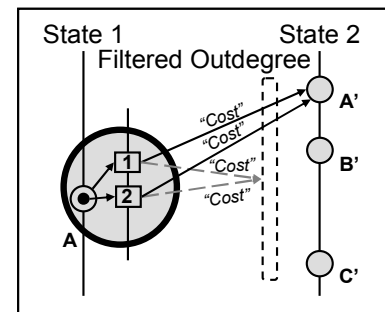 State 1 State 2
Filtered Outdegree
"Cost"
A'
"Cost"
1
"Cost"
B'
2
"Cost"
A
C'